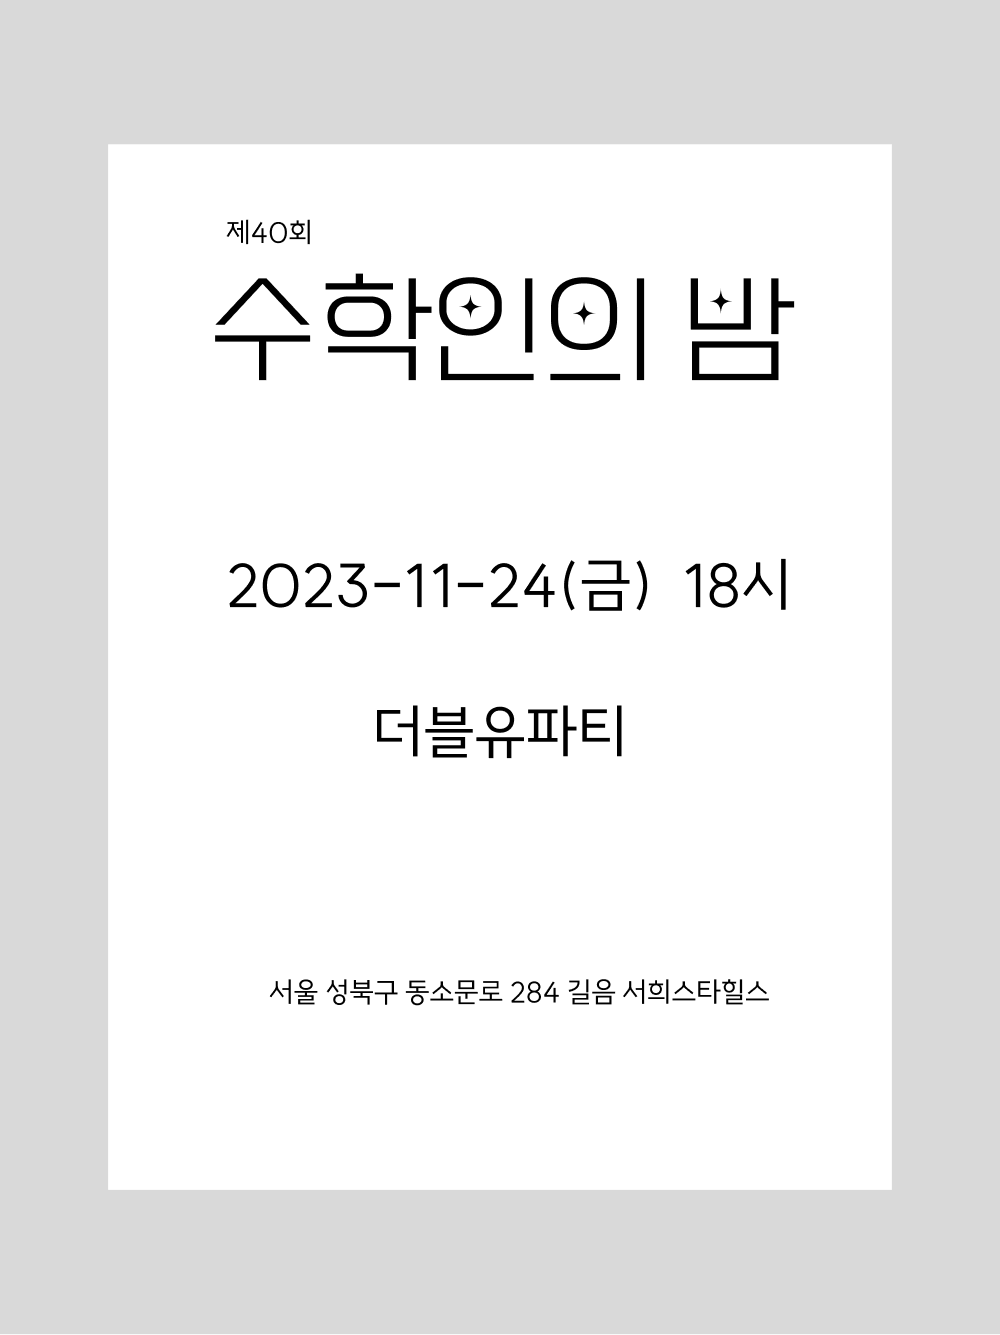 제40회
수학인의 밤
2023-11-24(금) 18시
더블유파티
서울 성북구 동소문로 284 길음 서희스타힐스